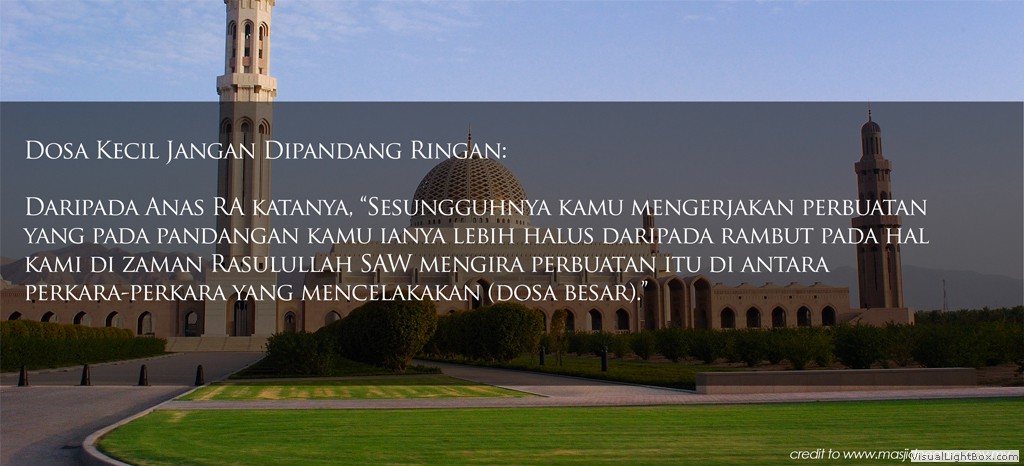 Dosa Kecil Jangan Dipandang Ringan:
Daripada Anas RA katanya, “Sesungguhnya kamu mengerjakan perbuatan
yang pada pandangan kamu ianya lebih halus daripada rambut pada hal
kami di zaman Rasulullah SAW mengira perbuatan itu di antara
perkara-perkara yang mencelakakan (dosa besar).”
credit to www.masjid
VisualLightBox.com